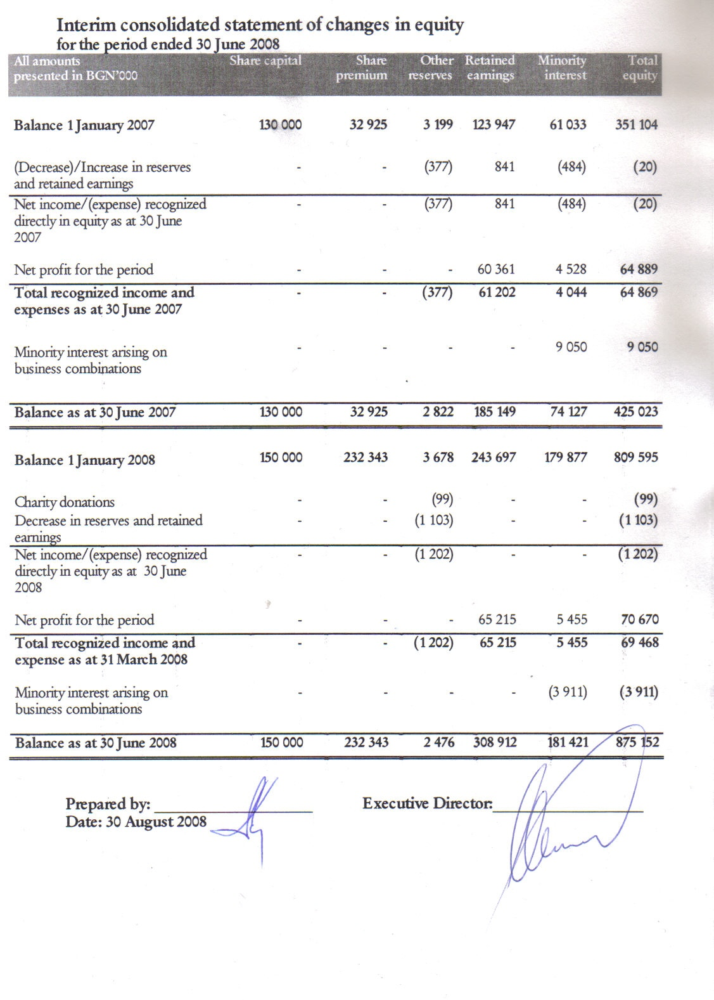 Interim consolidated statement of changes in equity
for the period ended 30 June 2008
All amounts Share capital Share Other Retained Minority Total
presented in BGN’000 premium reserves earnings interest equity
Balance 1 January 2007 130 000 32 925 3 199 123 947 61 033 351 104
(Decrease)/Increase in reserves - - (377) 841 (484) (20)
and retained earnings
Net income/(expense) recognized - - (377) 841 (484) (20)
directly in equity as at 30 June
2007
Net profit for the period - - - 60 361 4 528 64 889
Total recognized income and - - (377) 61 202 4 044 64 869
expenses as at 30 June 2007
Minority interest arising on - - - - 9 050 9 050
business combinations
Balance as at 30 June 2007 130 000 32 925 2 822 185 149 74 127 425 023
Balance 1 January 2008 150 000 232 343 3 678 243 697 179 877 809 595
Charity donations - - (99) - - (99)
Decrease in reserves and retained - - (1 103) - - (1 103)
earnings
Net income/(expense) recognized - - (1 202) - - (1 202)
directly in equity as at 30 June
2008
Net profit for the period - - - 65 215 5 455 70 670
Total recognized income and - - (1 202) 65 215 5 455 69 468
expense as at 31 March 2008
Minority interest arising on - - - - (3 911) (3 911)
business combinations
Balance as at 30 June 2008 150 000 232 343 2 476 308 912 181 421 875 152
Prepared by: Executive Director:
Date: 30 August 2008